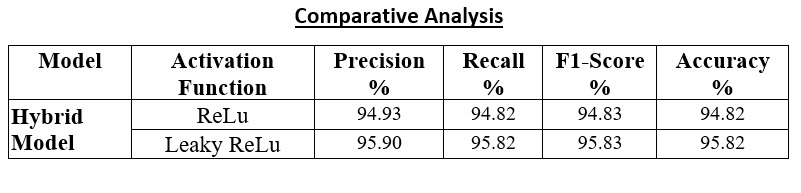 Comparative Analysis
Model Activation Function Precision % Recall % F1-Score % Accuracy %
Hybrid Model ReLu 94.93 94.82 94.83 94.82
Leaky ReLu 95.90 95.82 95.83 95.82